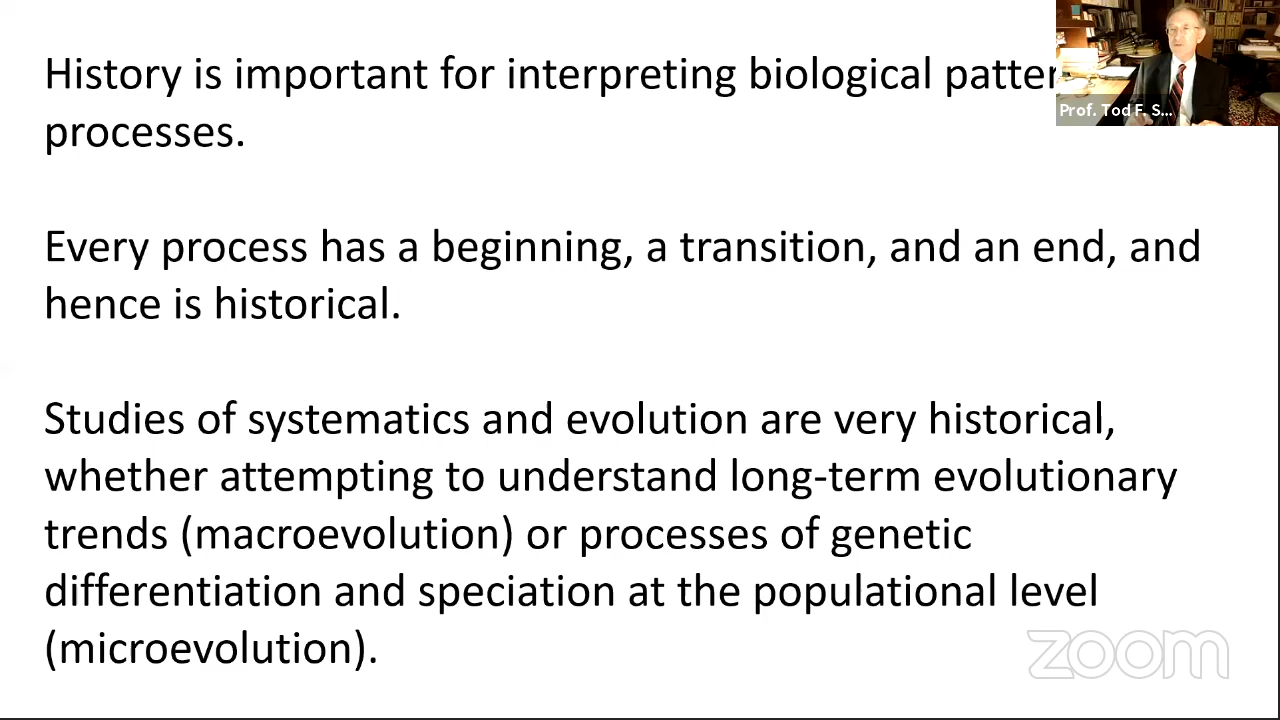 History is important for interpreting biological patter
processes.
Every process has a beginning, a transition, and an end, and
hence is historical.
Studies of systematics and evolution are very historical,
whether attempting to understand long-term evolutionary
trends (macroevolution) or processes of genetic
differentiation and speciation at the populational level
(microevolution).
Prof. Tod F. S...
zoom